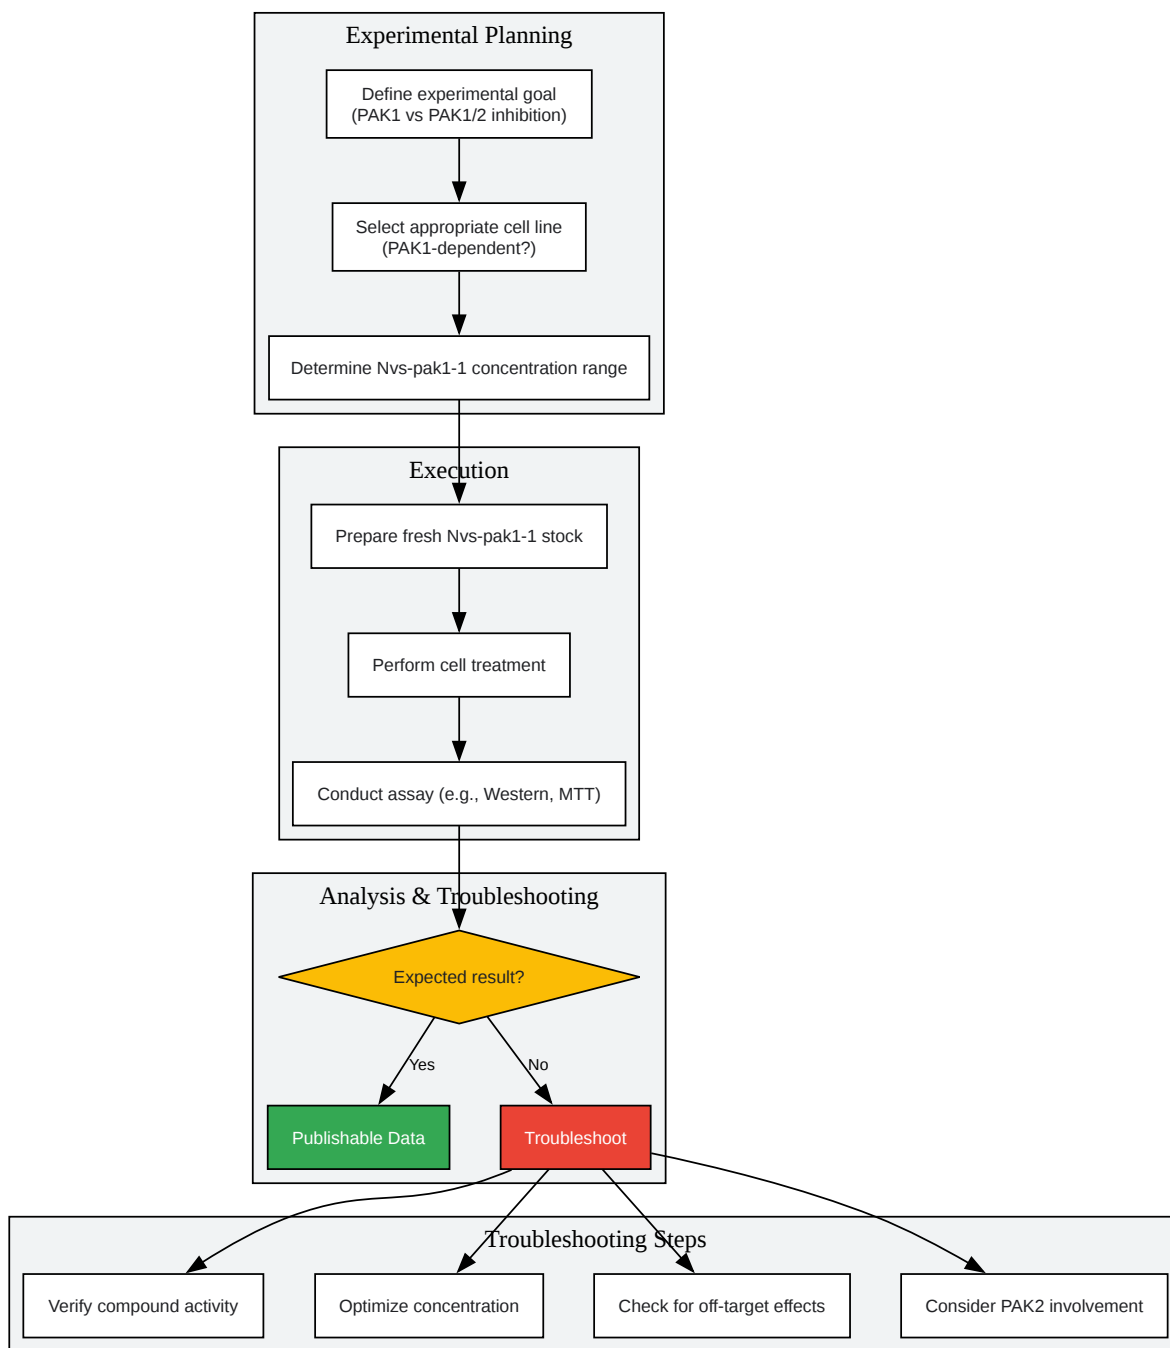 Experimental Planning
Define experimental goal
(PAK1 vs PAK1/2 inhibition)
Select appropriate cell line
(PAK1-dependent?)
Determine Nvs-pak1-1 concentration range
Execution
Prepare fresh Nvs-pak1-1 stock
Perform cell treatment
Conduct assay (e.g., Western, MTT)
Analysis & Troubleshooting
Expected result?
Yes
No
Publishable Data
Troubleshoot
Troubleshooting Steps
Verify compound activity
Optimize concentration
Check for off-target effects
Consider PAK2 involvement